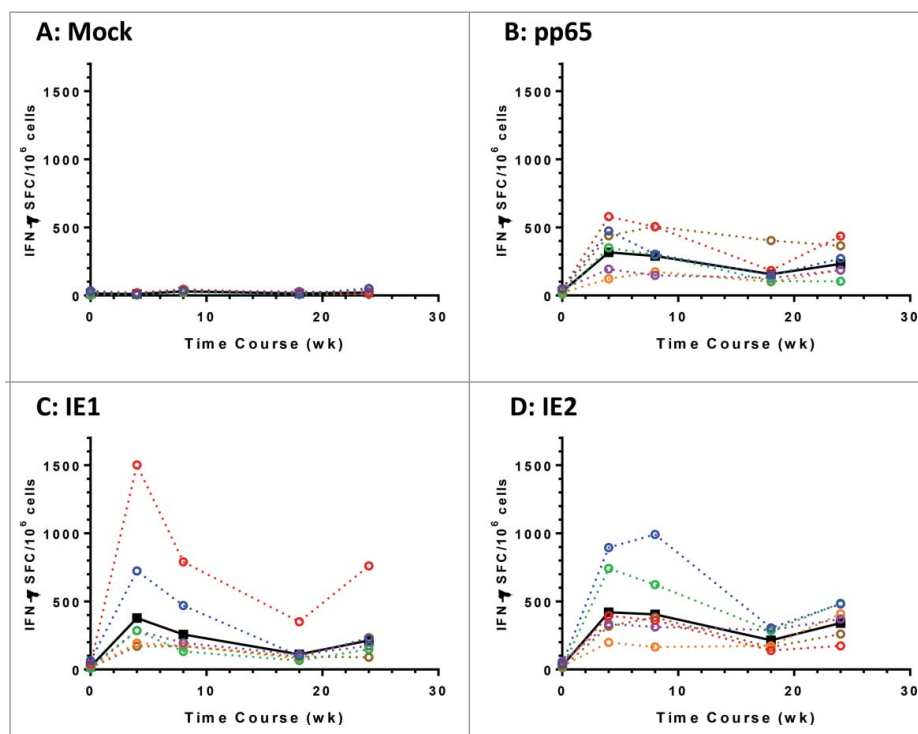 A: Mock
1500
1000
500
0
0 10 20 30
IFN-γ SFC/10⁶ cells
Time Course (wk)
B: pp65
1500
1000
500
0
0 10 20 30
IFN-γ SFC/10⁶ cells
Time Course (wk)
C: IE1
1500
1000
500
0
0 10 20 30
IFN-γ SFC/10⁶ cells
Time Course (wk)
D: IE2
1500
1000
500
0
0 10 20 30
IFN-γ SFC/10⁶ cells
Time Course (wk)